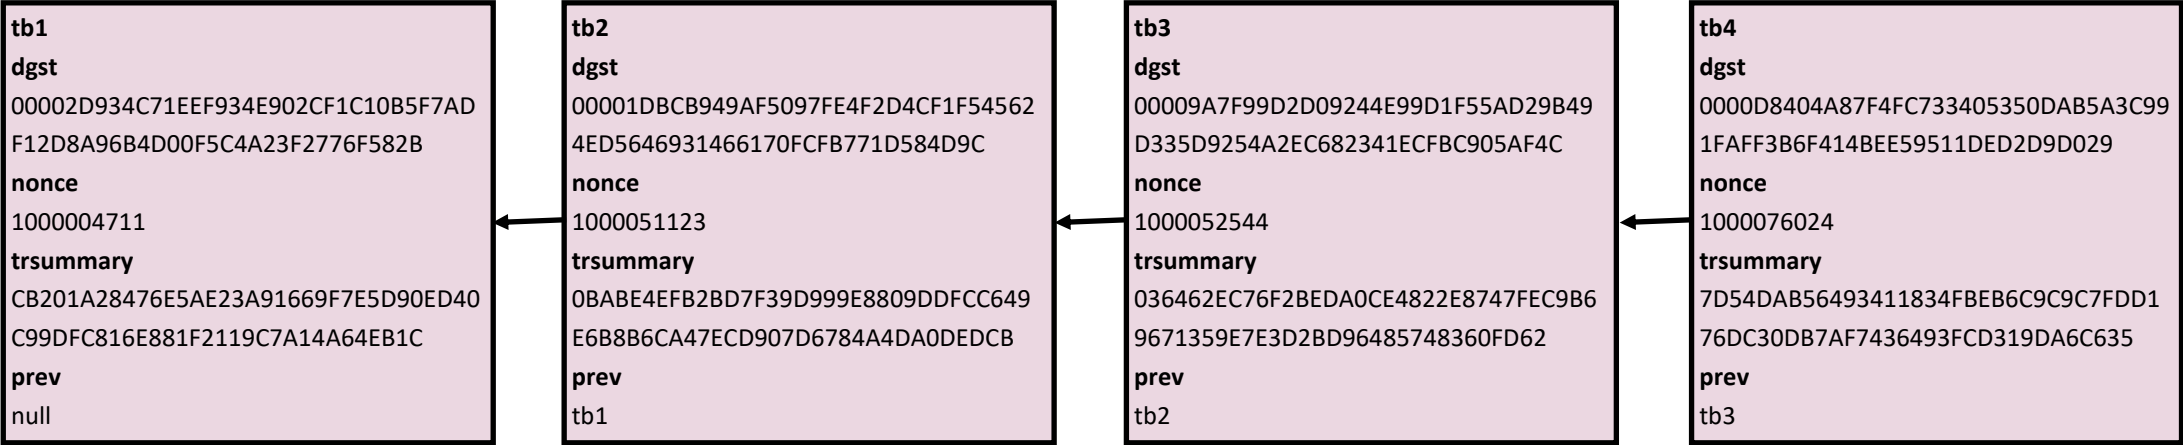 tb1
dgst
00002D934C71EEF934E902CF1C10B5F7AD
F12D8A96B4D00F5C4A23F2776F582B
nonce
1000004711
trsummary
CB201A28476E5AE23A91669F7E5D90ED40
C99DFC816E881F2119C7A14A64EB1C
prev
null
tb2
dgst
00001DBCB949AF5097FE4F2D4CF1F54562
4ED5646931466170FCFB771D584D9C
nonce
1000051123
trsummary
0BABE4EFB2BD7F39D999E8809DDFCC649
E6B8B6CA47ECD907D6784A4DA0DEDCB
prev
tb1
tb3
dgst
00009A7F99D2D09244E99D1F55AD29B49
D335D9254A2EC682341ECFBC905AF4C
nonce
1000052544
trsummary
036462EC76F2BEDA0CE4822E8747FEC9B6
9671359E7E3D2BD96485748360FD62
prev
tb2
tb4
dgst
0000D8404A87F4FC733405350DAB5A3C99
1FAFF3B6F414BEE59511DED2D9D029
nonce
1000076024
trsummary
7D54DAB56493411834FBEB6C9C9C7FDD1
76DC30DB7AF7436493FCD319DA6C635
prev
tb3